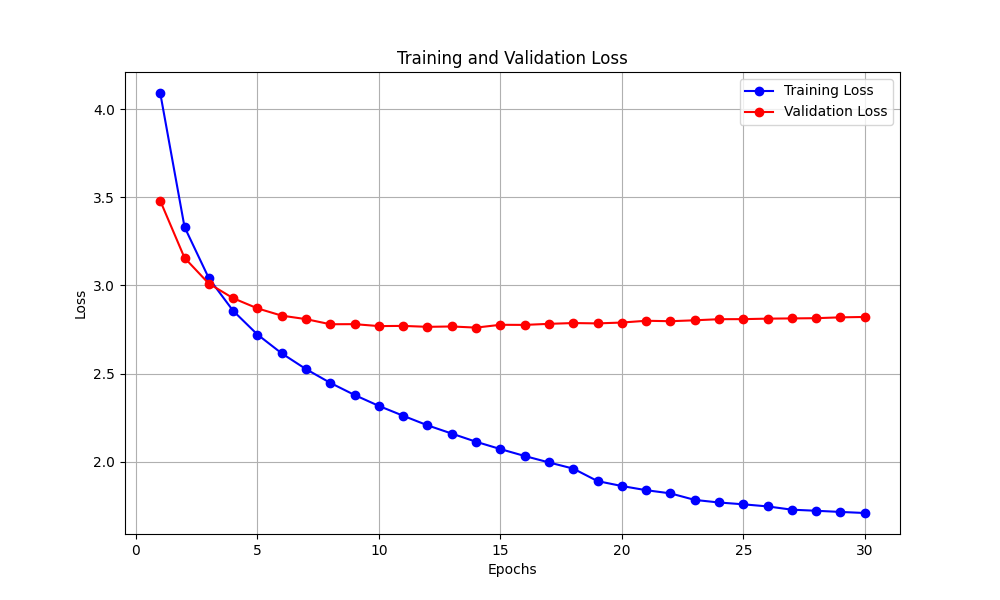 Training and Validation Loss
Training Loss
Validation Loss
4.0
3.5
3.0
2.5
2.0
Loss
0 5 10 15 20 25 30
Epochs